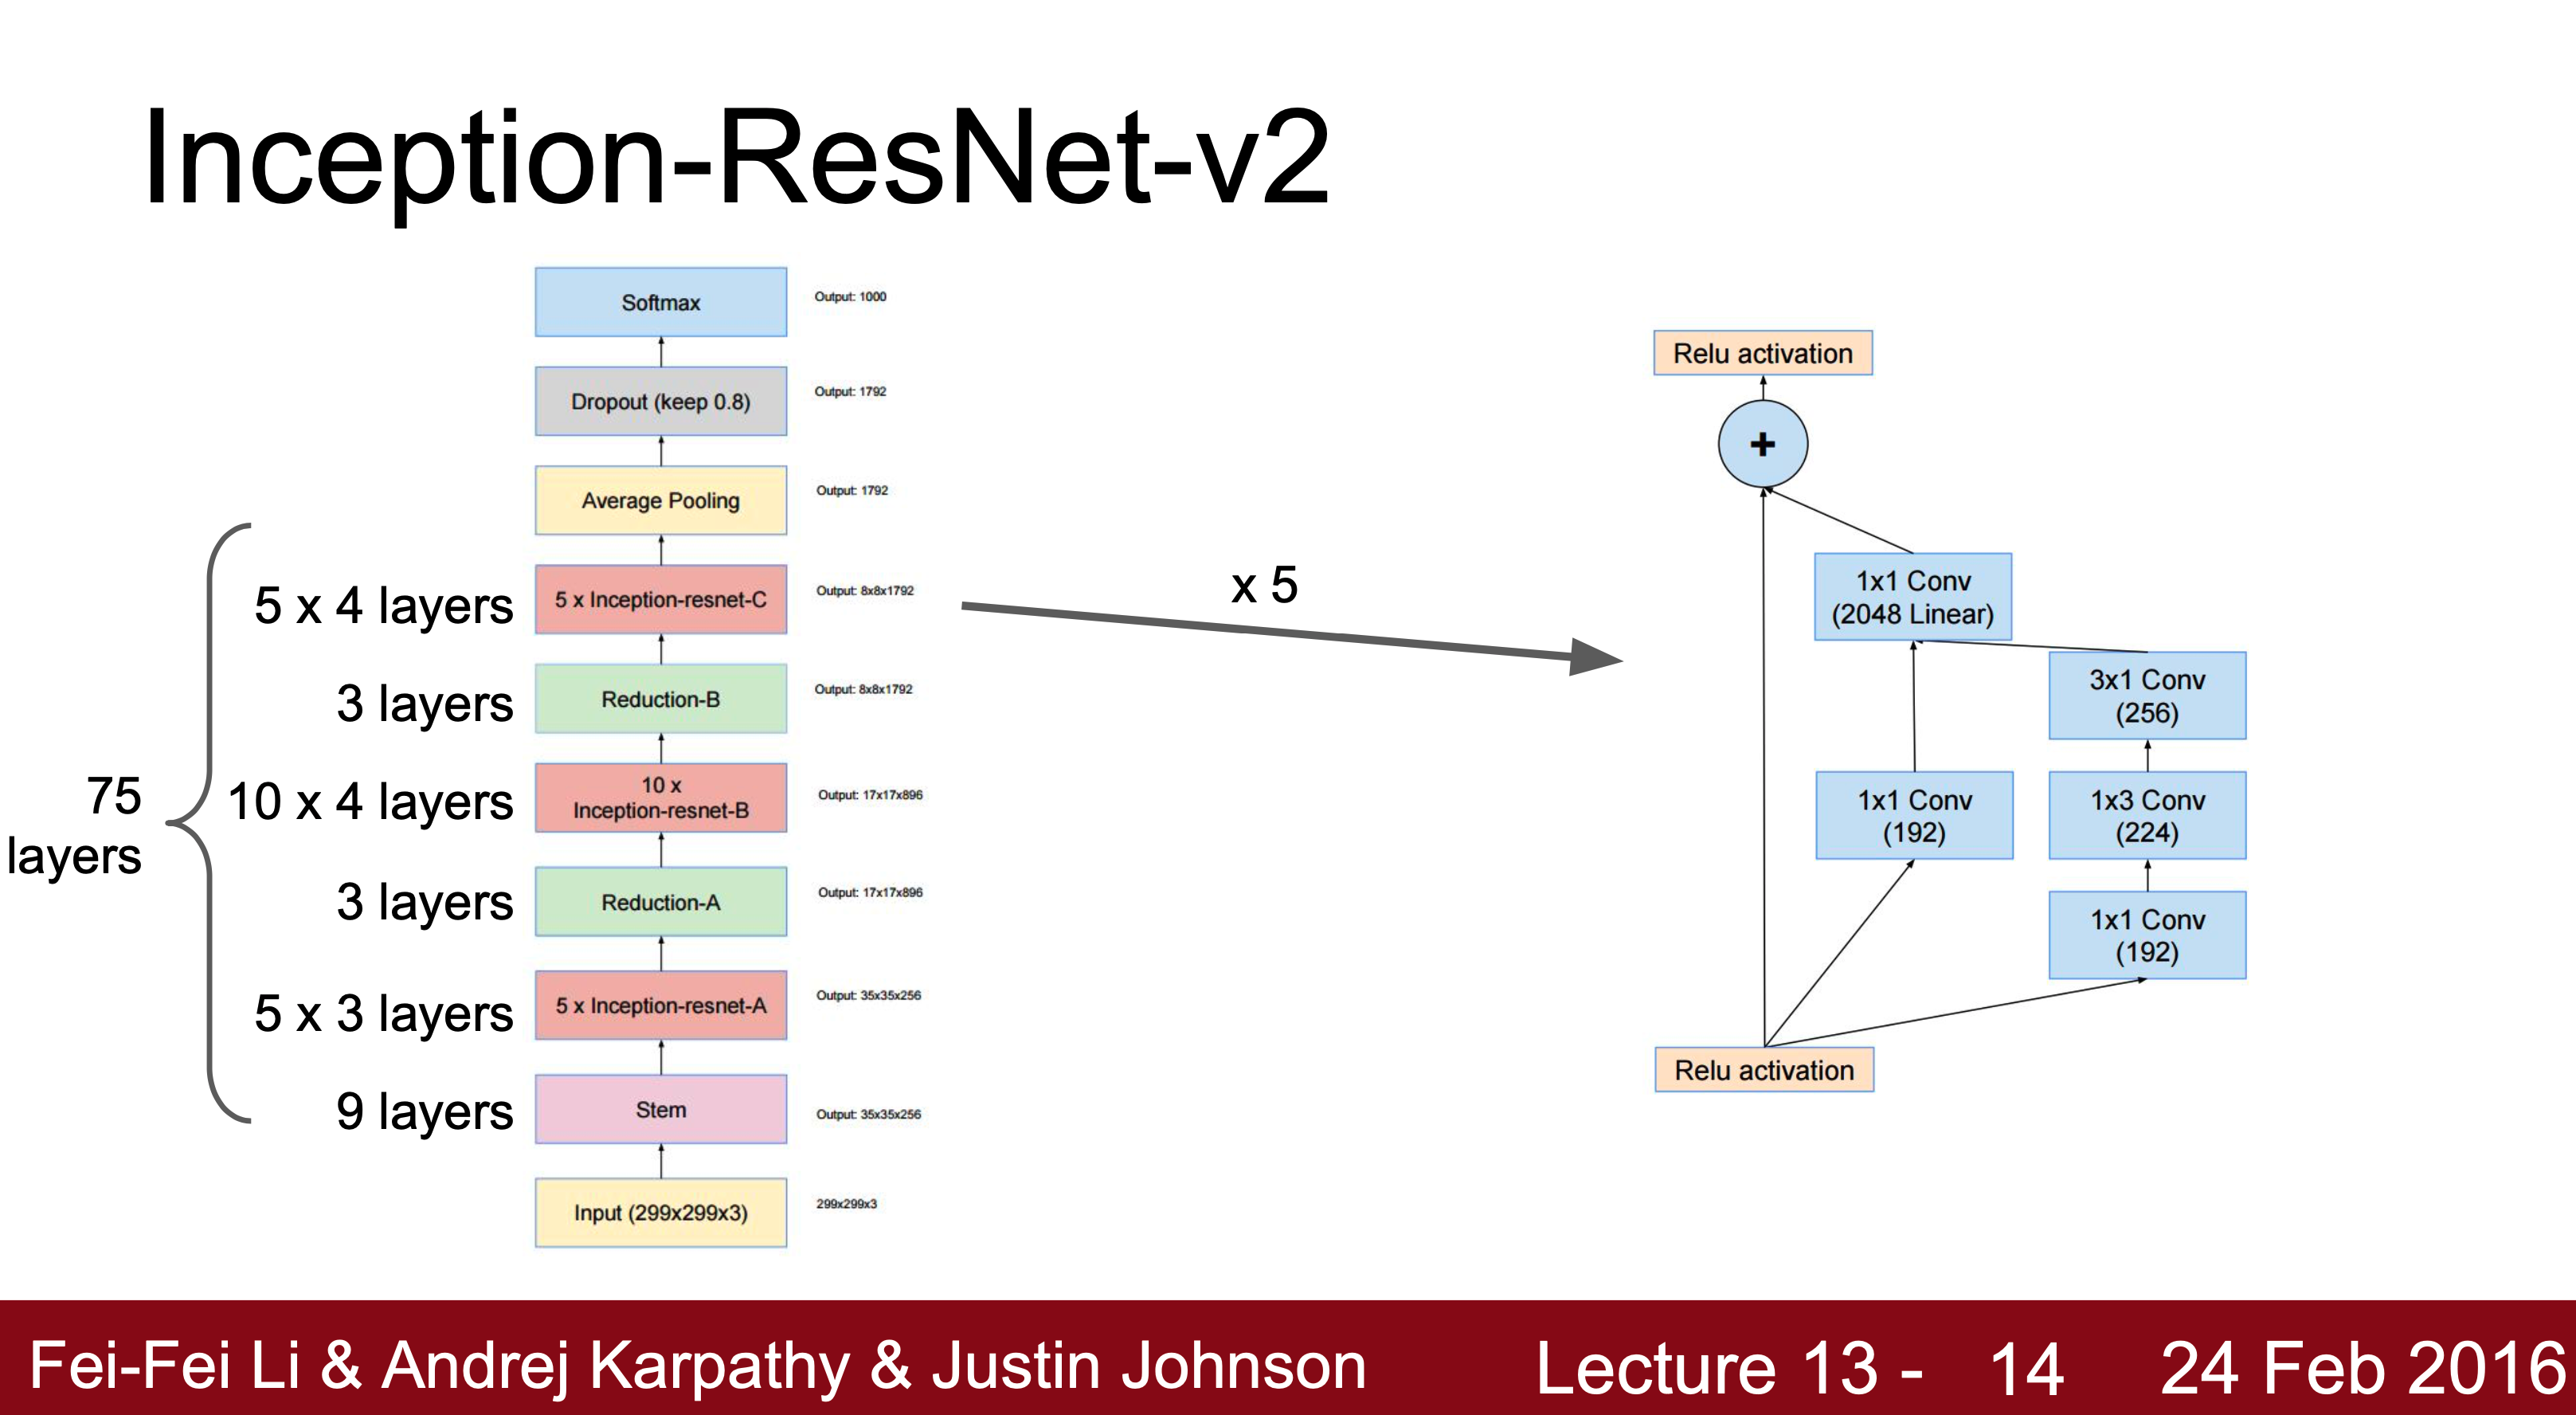 Inception-ResNet-v2
Softmax
Output: 1000
Dropout (keep 0.8)
Output: 1792
Average Pooling
Output: 1792
5 x 4 layers
5 x Inception-resnet-C
Output: 8x8x1792
3 layers
Reduction-B
Output: 8x8x1792
10 x 4 layers
10 x
Inception-resnet-B
Output: 17x17x896
3 layers
Reduction-A
Output: 17x17x896
5 x 3 layers
5 x Inception-resnet-A
Output: 35x35x256
9 layers
Stem
Output: 35x35x256
Input (299x299x3)
299x299x3
75
layers
x 5
Relu activation
+
1x1 Conv
(2048 Linear)
3x1 Conv
(256)
1x1 Conv
(192)
1x3 Conv
(224)
1x1 Conv
(192)
Relu activation
Fei-Fei Li & Andrej Karpathy & Justin Johnson
Lecture 13 - 14
24 Feb 2016